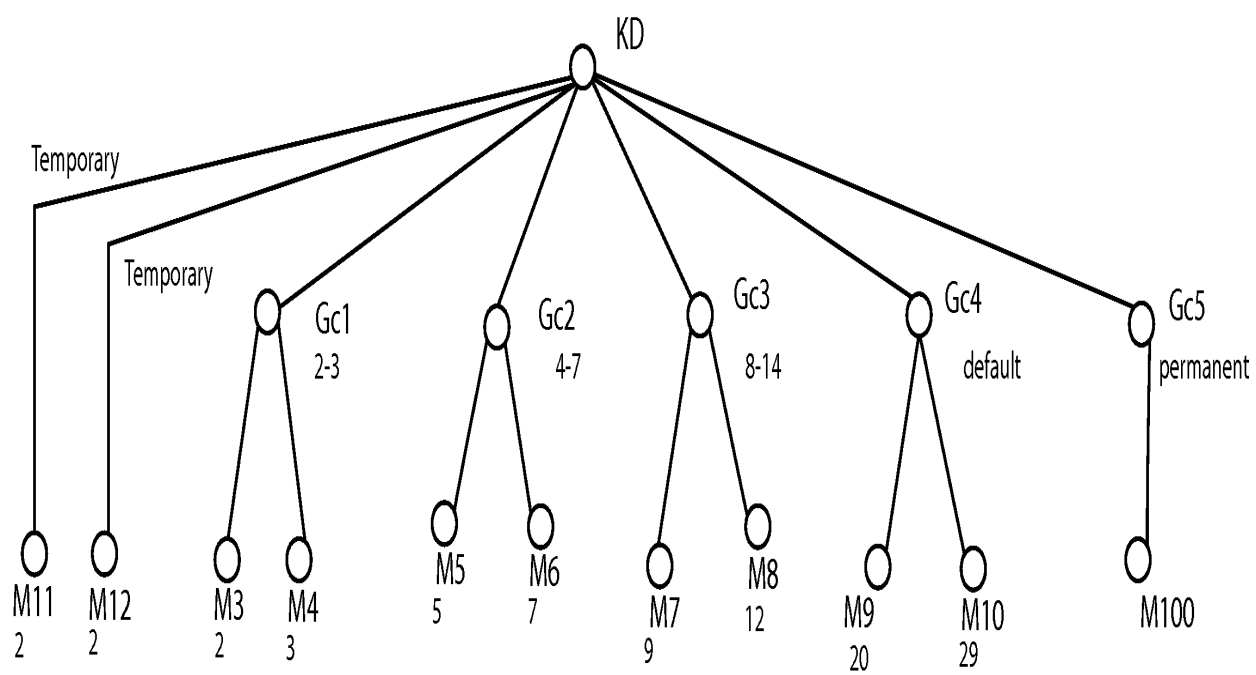 KD
Temporary
Temporary
Gc1
2-3
Gc2
4-7
Gc3
8-14
Gc4
default
Gc5
permanent
M11
2
M12
2
M3
2
M4
3
M5
5
M6
7
M7
9
M8
12
M9
20
M10
29
M100